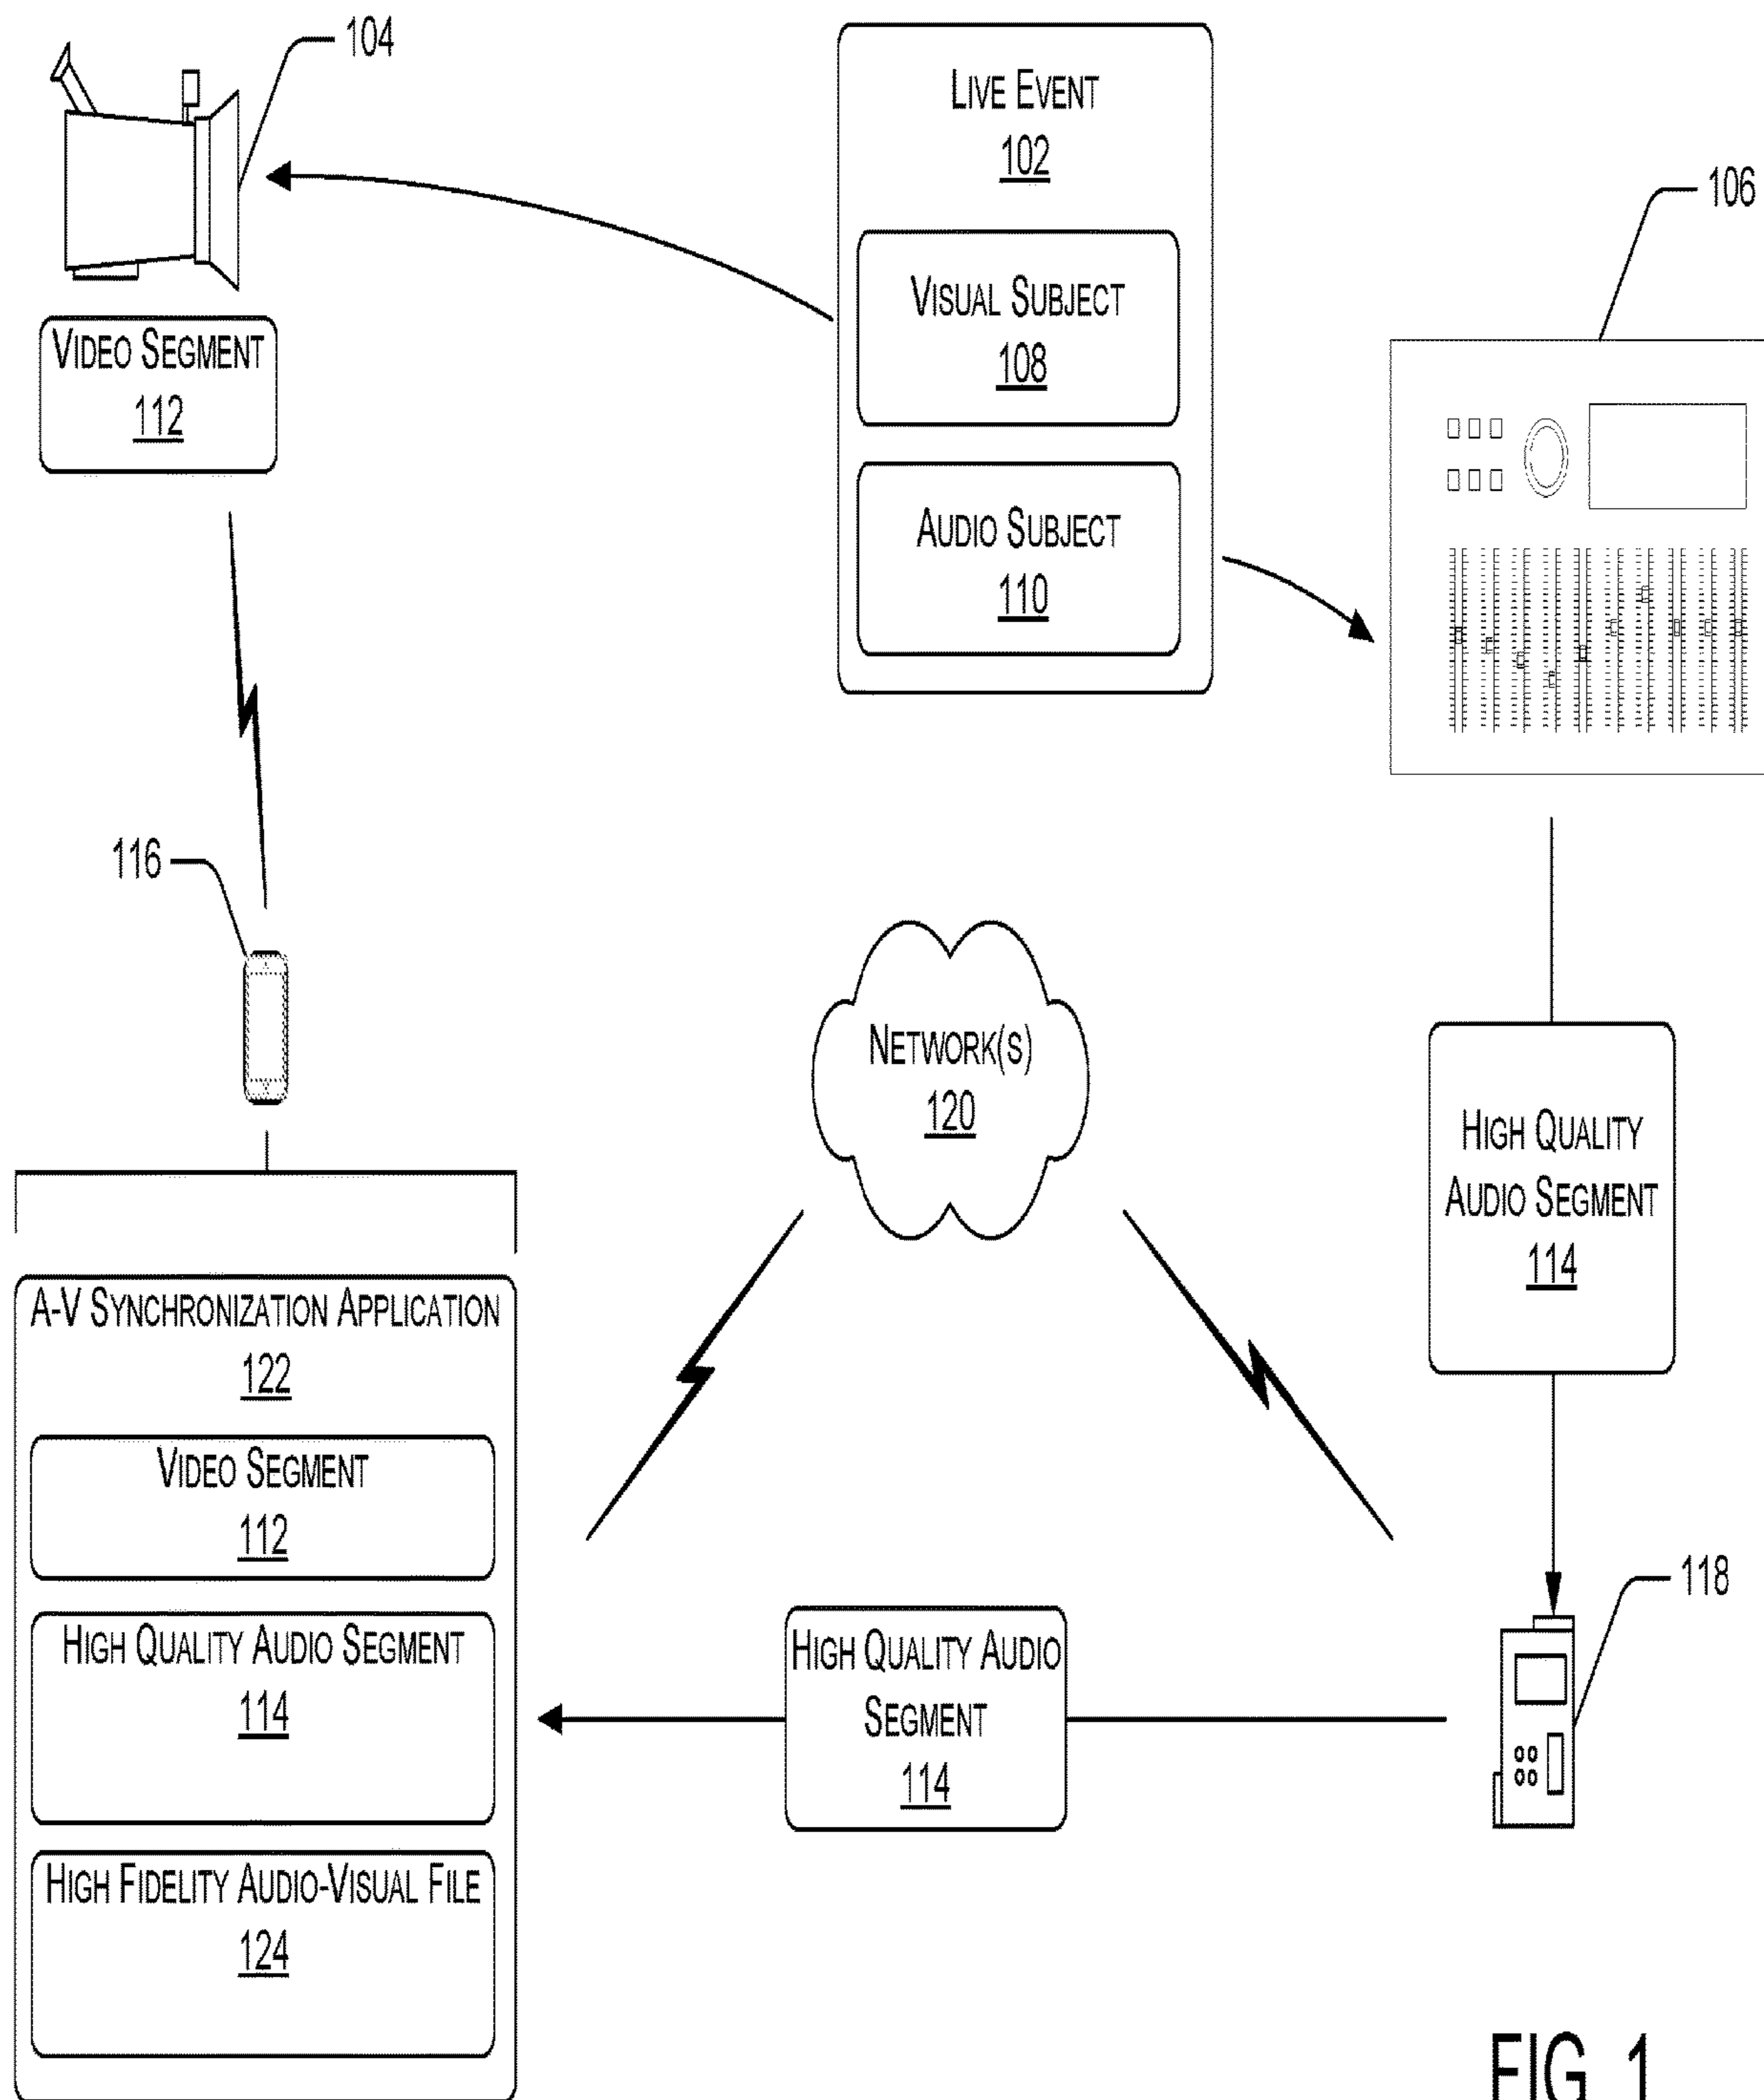 104
LIVE EVENT
102
106
VISUAL SUBJECT
108
VIDEO SEGMENT
112
AUDIO SUBJECT
110
116
NETWORK(S)
120
HIGH QUALITY
AUDIO SEGMENT
114
A-V SYNCHRONIZATION APPLICATION
122
VIDEO SEGMENT
112
HIGH QUALITY AUDIO SEGMENT
114
HIGH QUALITY AUDIO
SEGMENT
114
118
HIGH FIDELITY AUDIO-VISUAL FILE
124
FIG. 1